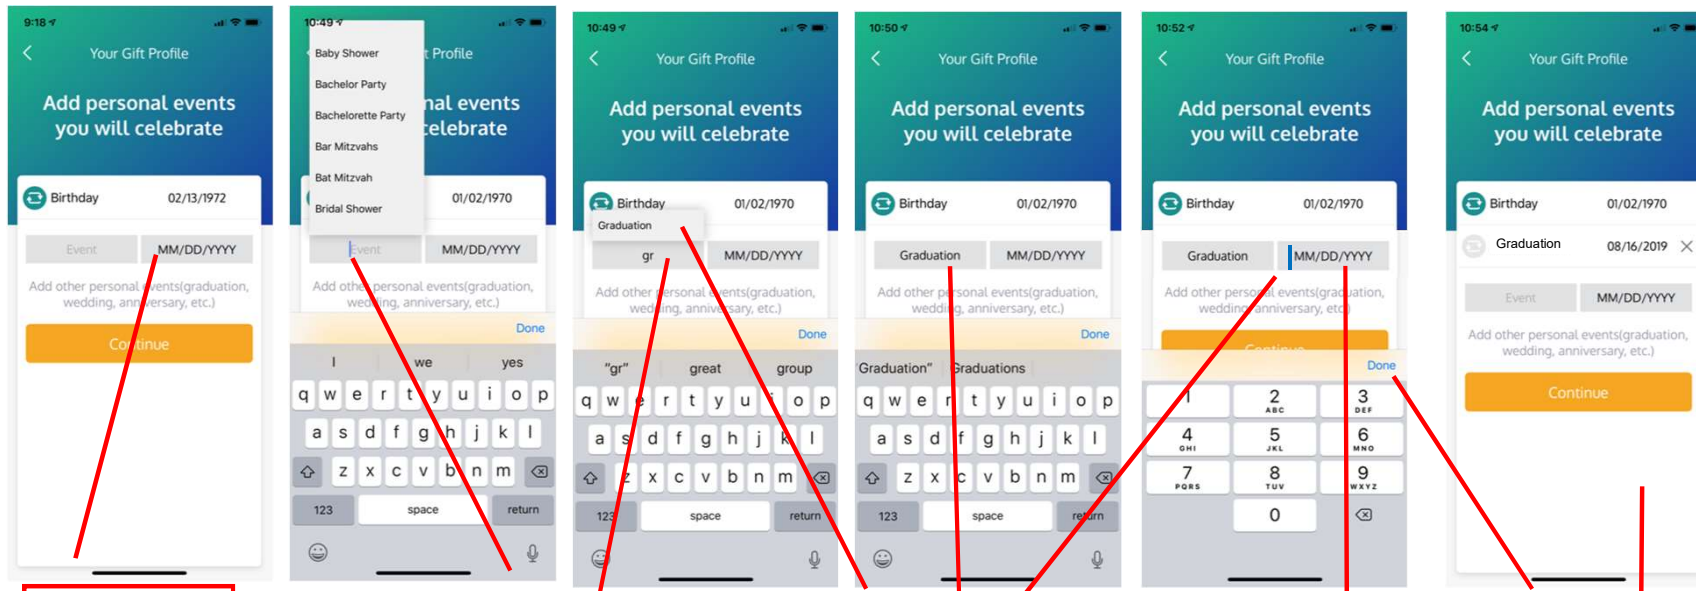 9:18
Your Gift Profile
Add personal events
you will celebrate
Birthday 02/13/1972
Event MM/DD/YYYY
Add other personal events(graduation,
wedding, anniversary, etc.)
Continue
10:49
Baby Shower
Bachelor Party
Bachelorette Party
Bar Mitzvahs
Bat Mitzvah
Bridal Shower
t Profile
nal events
celebrate
01/02/1970
Event MM/DD/YYYY
Add other personal events(graduation,
wedding, anniversary, etc.)
Done
I we yes
q w e r t y u i o p
a s d f g h j k l
z x c v b n m
123 space return
10:49
Your Gift Profile
Add personal events
you will celebrate
Birthday 01/02/1970
Graduation
gr MM/DD/YYYY
Add other personal events(graduation,
wedding, anniversary, etc.)
Done
"gr" great group
q w e r t y u i o p
a s d f g h j k l
z x c v b n m
123 space return
10:50
Your Gift Profile
Add personal events
you will celebrate
Birthday 01/02/1970
Graduation MM/DD/YYYY
Add other personal events(graduation,
wedding, anniversary, etc.)
Done
Graduation" Graduations
q w e r t y u i o p
a s d f g h j k l
z x c v b n m
123 space return
10:52
Your Gift Profile
Add personal events
you will celebrate
Birthday 01/02/1970
Graduation MM/DD/YYYY
Add other personal events(graduation,
wedding, anniversary, etc.)
Continue
Done
1 2 3
ABC DEF
4 5 6
GHI JKL MNO
7 8 9
PQRS TUV WXYZ
0
10:54
Your Gift Profile
Add personal events
you will celebrate
Birthday 01/02/1970
Graduation 08/16/2019
Event MM/DD/YYYY
Add other personal events(graduation,
wedding, anniversary, etc.)
Continue